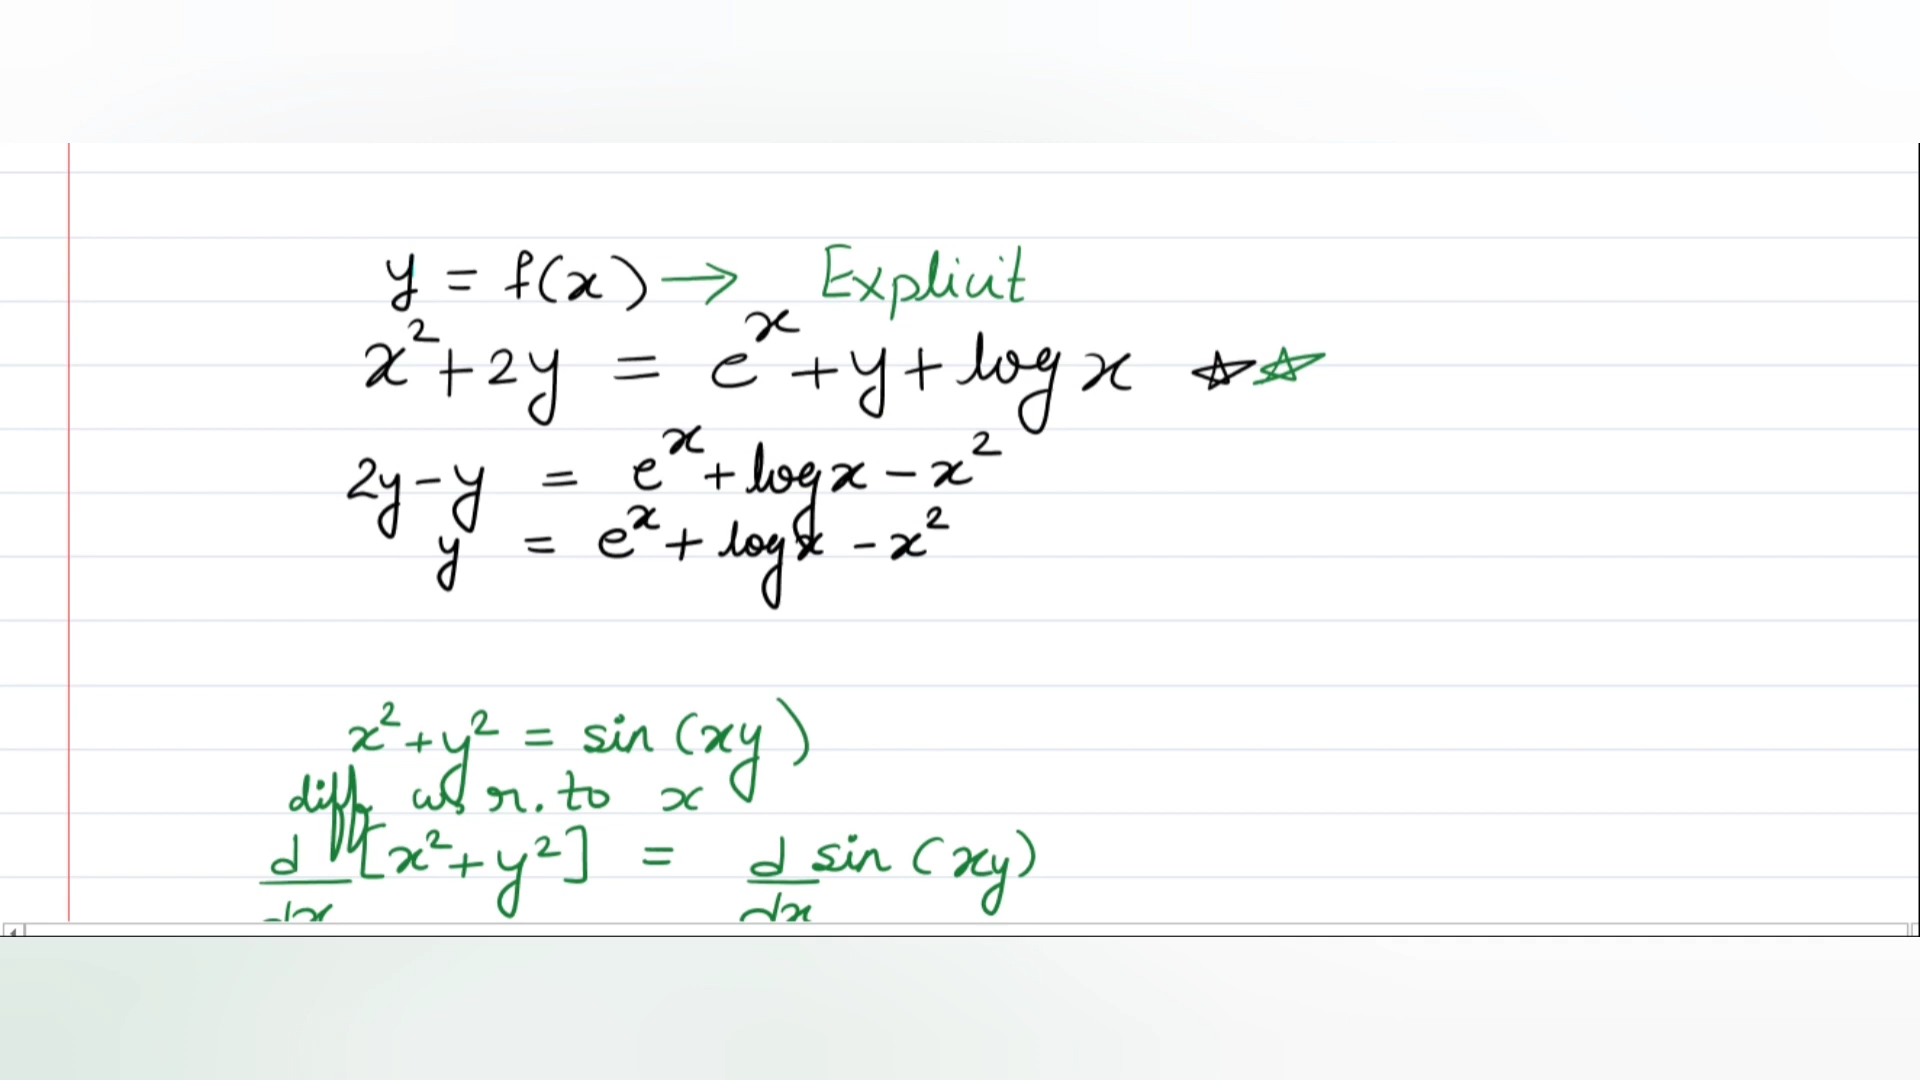 y = f(x) → Explicit
x² + 2y = eˣ + y + log x ☆☆
2y - y = eˣ + log x - x²
y = eˣ + log x - x²
x² + y² = sin (xy)
diff w.r.to x
d/dx [x² + y²] = d/dx sin (xy)